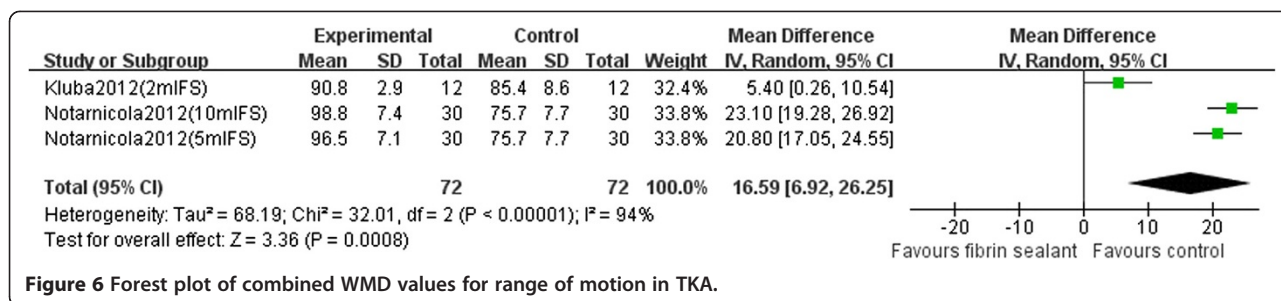 Experimental Control Mean Difference Mean Difference
Study or Subgroup Mean SD Total Mean SD Total Weight IV, Random, 95% CI IV, Random, 95% CI
Kluba2012(2mlFS) 90.8 2.9 12 85.4 8.6 12 32.4% 5.40 [0.26, 10.54]
Notarnicola2012(10mlFS) 98.8 7.4 30 75.7 7.7 30 33.8% 23.10 [19.28, 26.92]
Notarnicola2012(5mlFS) 96.5 7.1 30 75.7 7.7 30 33.8% 20.80 [17.05, 24.55]
Total (95% CI) 72 72 100.0% 16.59 [6.92, 26.25]
Heterogeneity: Tau² = 68.19; Chi² = 32.01, df = 2 (P < 0.00001); I² = 94%
Test for overall effect: Z = 3.36 (P = 0.0008)
-20 -10 0 10 20
Favours fibrin sealant Favours control
Figure 6 Forest plot of combined WMD values for range of motion in TKA.